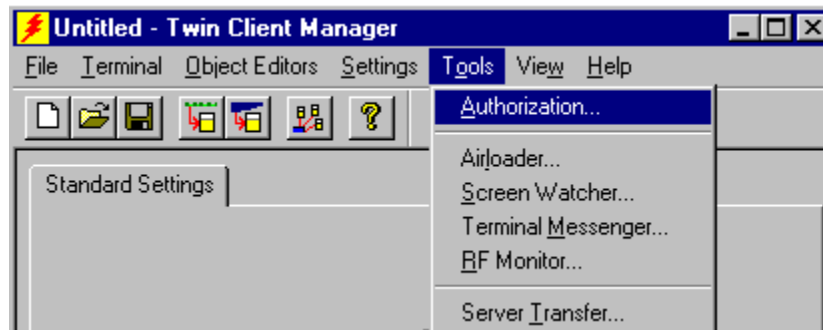 Untitled - Twin Client Manager
File Terminal Object Editors Settings Tools View Help
Authorization...
Airloader...
Standard Settings
Screen Watcher...
Terminal Messenger...
RF Monitor...
Server Transfer...